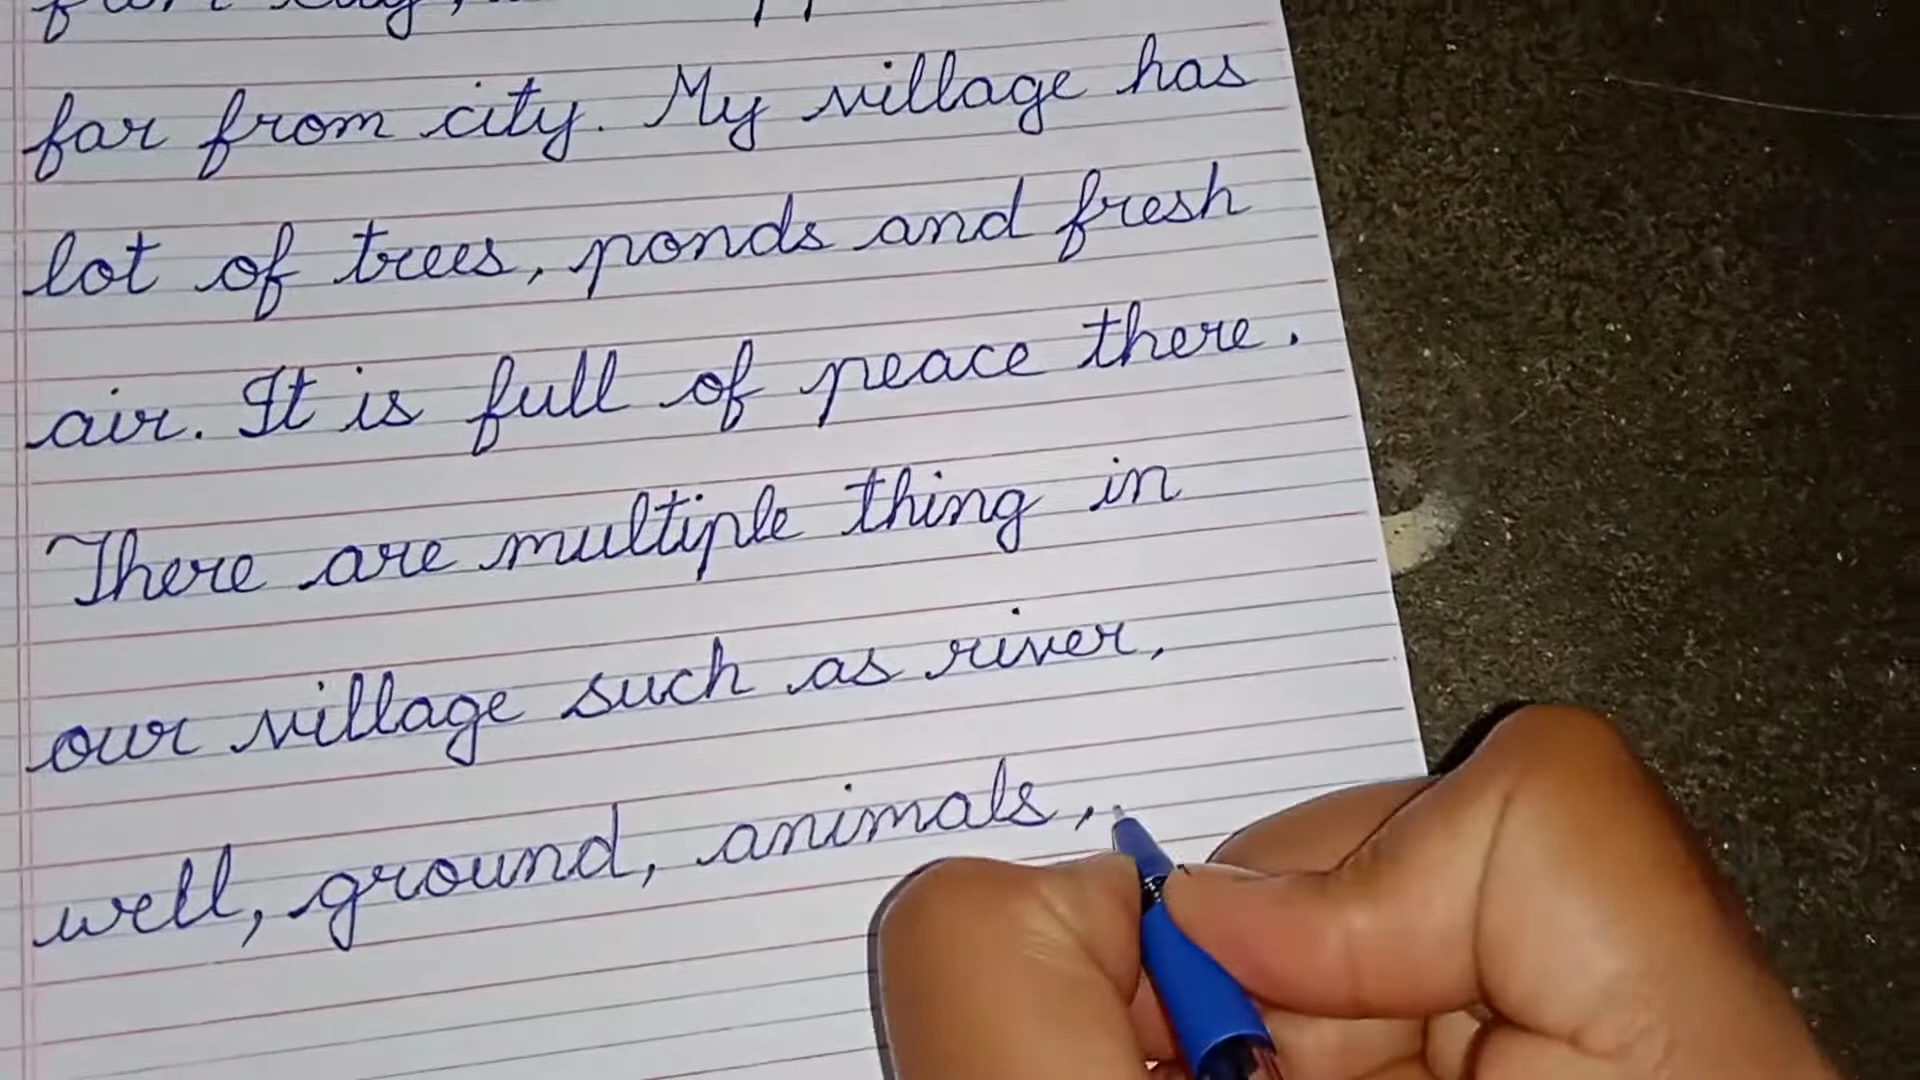 far from city. My village has
lot of trees, ponds and fresh
air. It is full of peace there.
There are multiple thing in
our village such as river,
well, ground, animals,